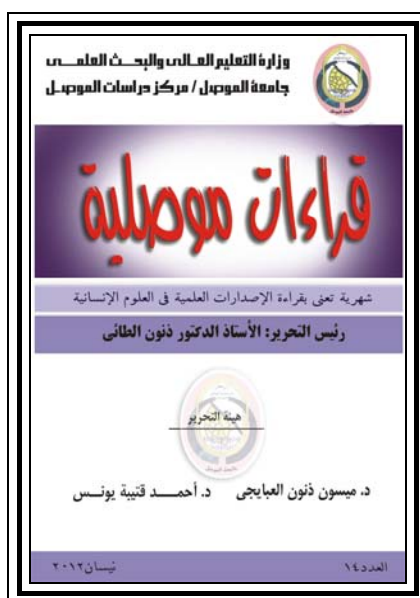 وزارة التعليم العالي والبحث العلمي
جامعة الموصل / مركز دراسات الموصل
قراءات موصلية
شهرية تعنى بقراءة الإصدارات العلمية في العلوم الإنسانية
رئيس التحرير: الأستاذ الدكتور ذنون الطائي
هيئة التحرير
د. ميسون ذنون العبايجي د. أحمد قتيبة يونس
العدد ١٤ نيسان ٢٠١٢